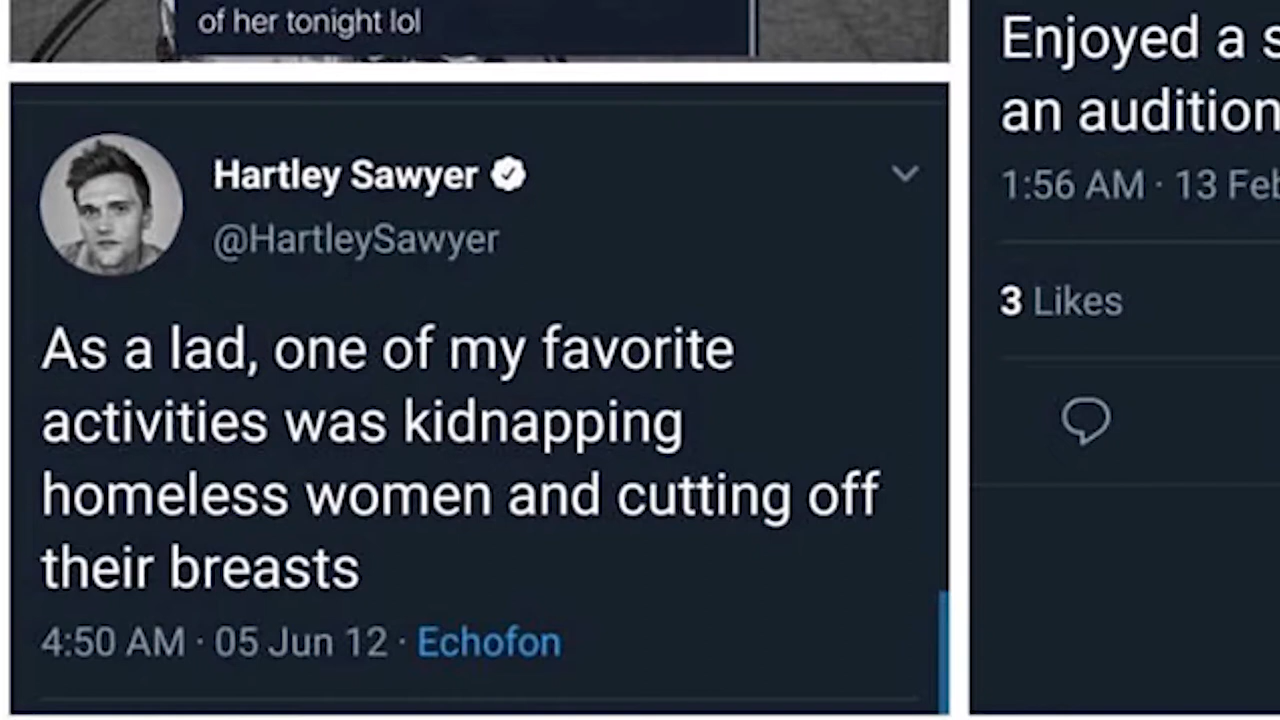 of her tonight lol
Hartley Sawyer
@HartleySawyer
As a lad, one of my favorite
activities was kidnapping
homeless women and cutting off
their breasts
4:50 AM · 05 Jun 12 · Echofon
Enjoyed a s
an audition
1:56 AM · 13 Feb
3 Likes